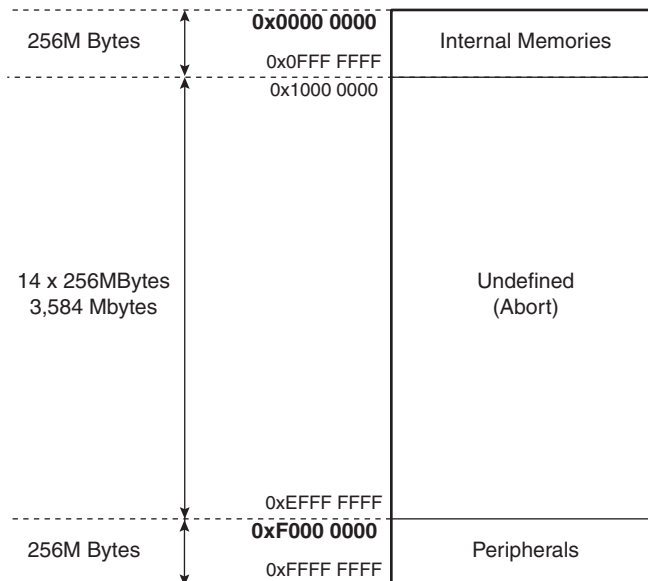 256M Bytes
0x0000 0000
0x0FFF FFFF
Internal Memories
0x1000 0000
14 x 256MBytes
3,584 Mbytes
Undefined
(Abort)
0xEFFF FFFF
256M Bytes
0xF000 0000
0xFFFF FFFF
Peripherals